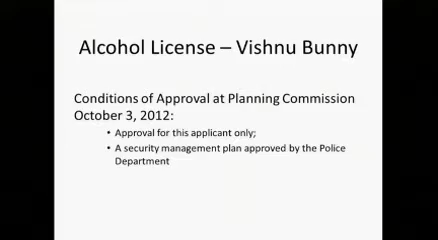 Alcohol License – Vishnu Bunny
Conditions of Approval at Planning Commission
October 3, 2012:
• Approval for this applicant only;
• A security management plan approved by the Police
Department